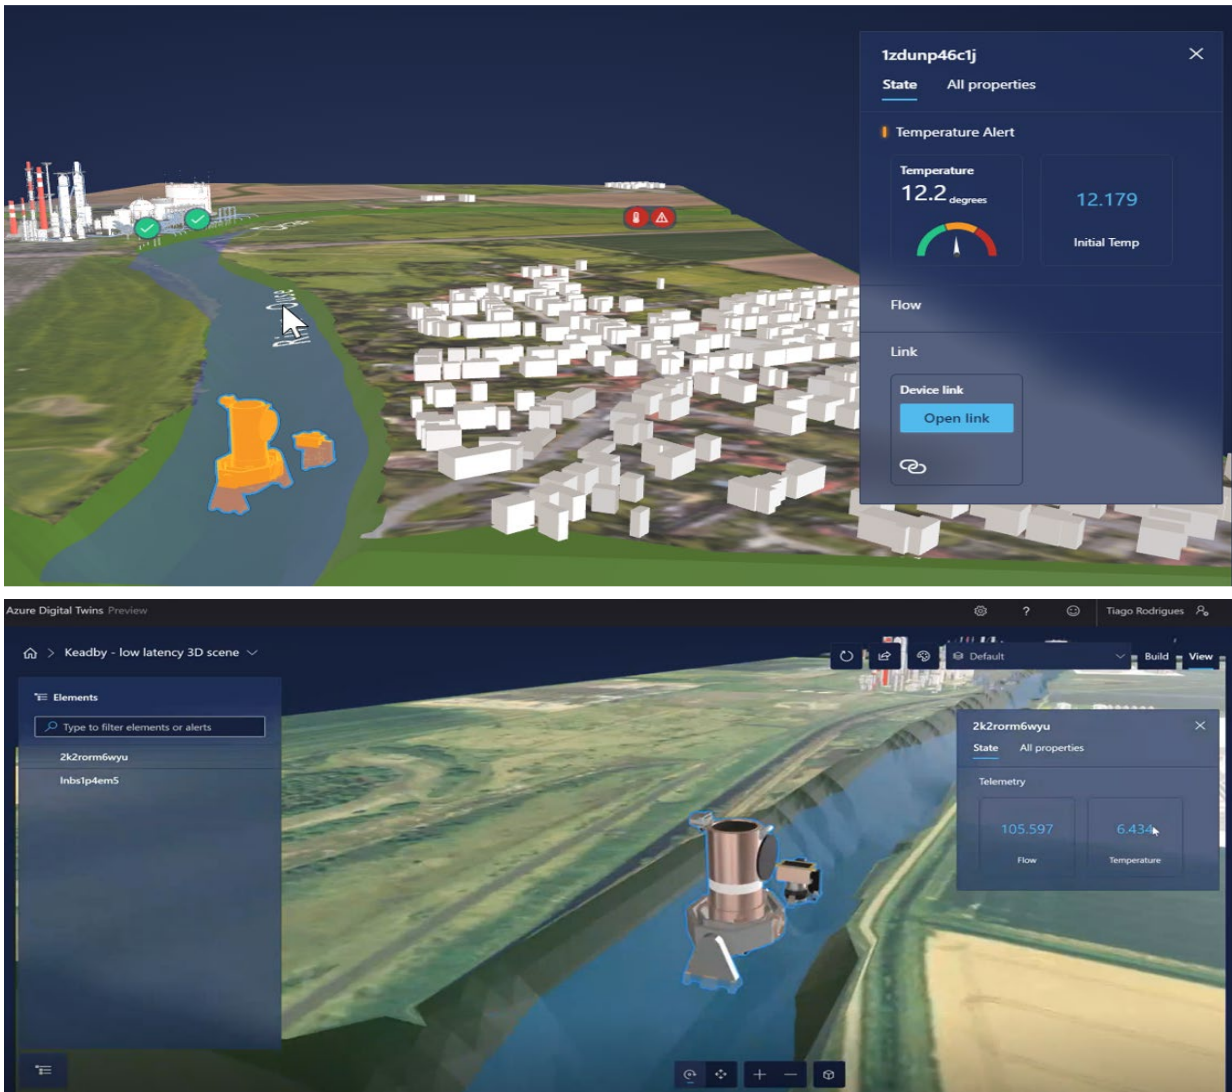 1zdunp46c1j
State All properties
Temperature Alert
Temperature
12.2 degrees
12.179
Initial Temp
Flow
Link
Device link
Open link
Azure Digital Twins Preview
? Tiago Rodrigues
Keadby - low latency 3D scene
Default
Build View
Elements
Type to filter elements or alerts
2k2rorm6wyu
lnbs1p4em5
2k2rorm6wyu
State All properties
Telemetry
105.597 6.434
Flow Temperature